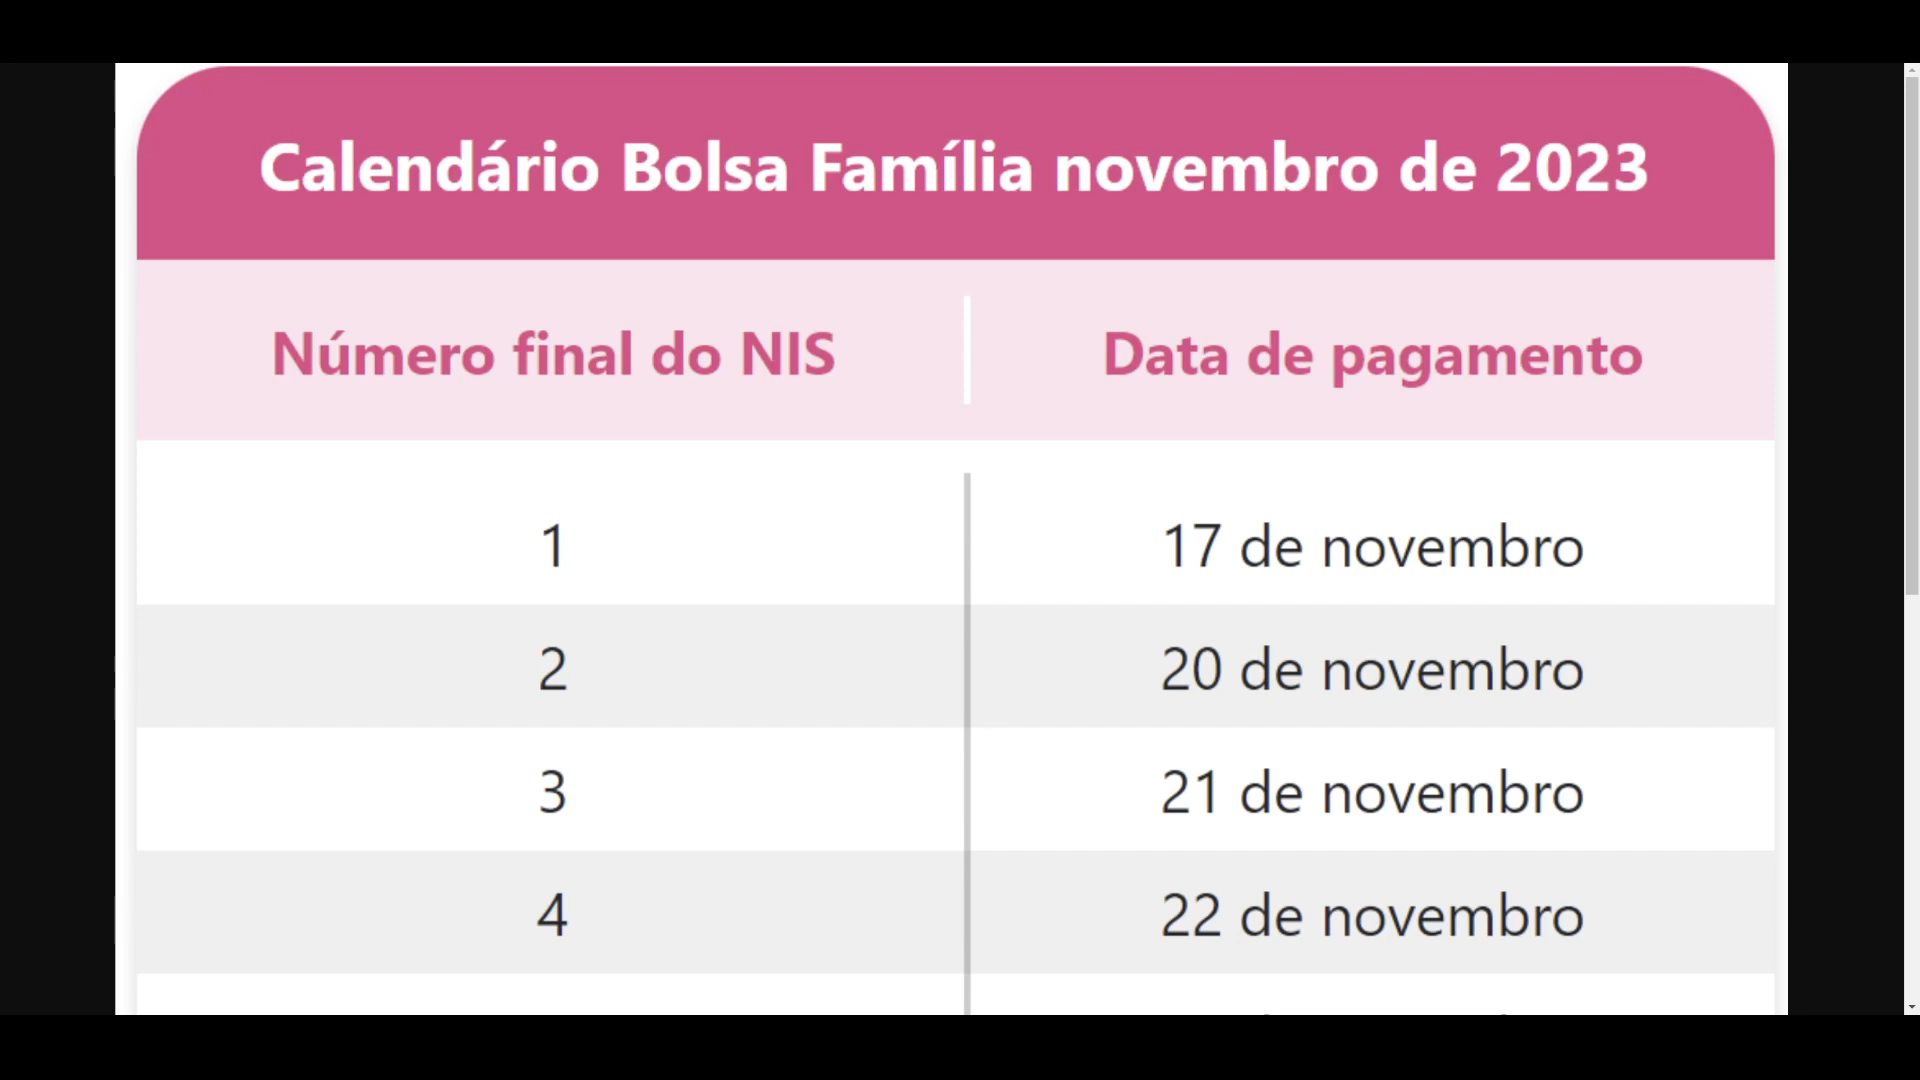 Calendário Bolsa Família novembro de 2023
Número final do NIS Data de pagamento
1 17 de novembro
2 20 de novembro
3 21 de novembro
4 22 de novembro